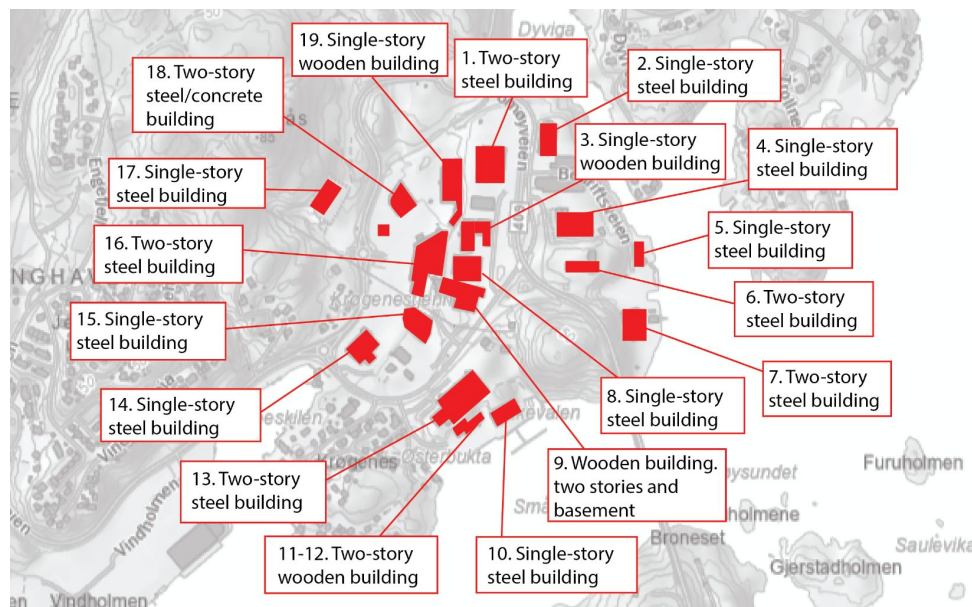 Dyviga
19. Single-story
wooden building
1. Two-story
steel building
2. Single-story
steel building
18. Two-story
steel/concrete
building
3. Single-story
wooden building
4. Single-story
steel building
17. Single-story
steel building
16. Two-story
steel building
5. Single-story
steel building
6. Two-story
steel building
15. Single-story
steel building
7. Two-story
steel building
14. Single-story
steel building
8. Single-story
steel building
13. Two-story
steel building
9. Wooden building.
two stories and
basement
11-12. Two-story
wooden building
10. Single-story
steel building
Krøgenes
Østerbukta
Furuholmen
Broneset
Gjerstadholmen
Saulevika
Vindholmen
Vindholmen